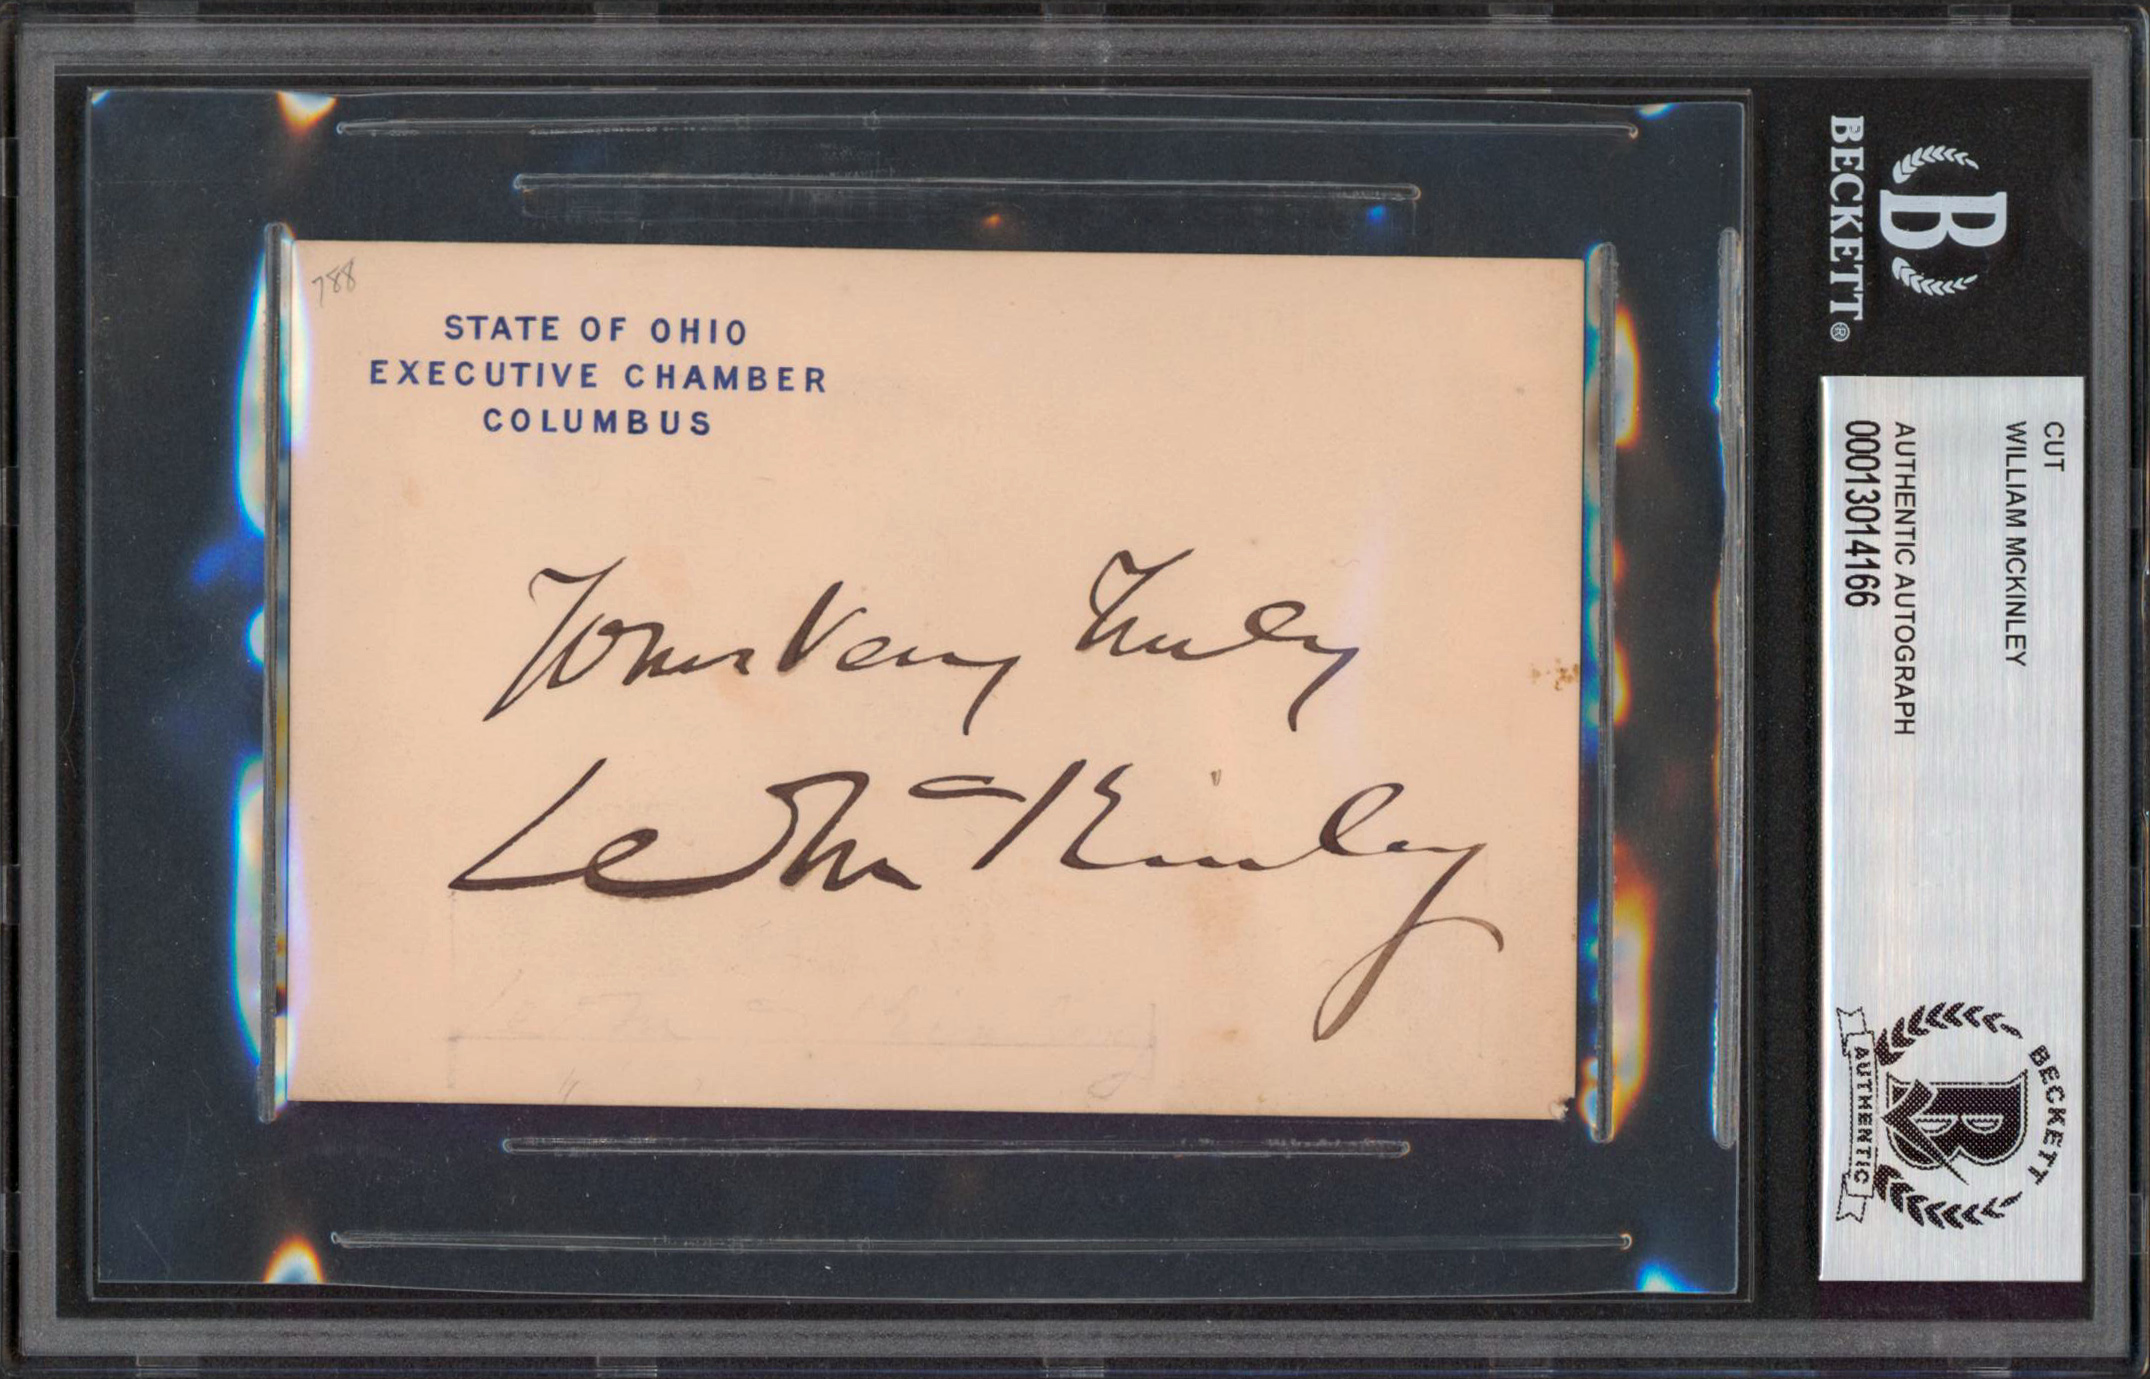 788
STATE OF OHIO
EXECUTIVE CHAMBER
COLUMBUS
Yours Very Truly
W McKinley
BECKETT®
B
CUT
WILLIAM MCKINLEY
AUTHENTIC AUTOGRAPH
00013014166
BECKETT
B
AUTHENTIC